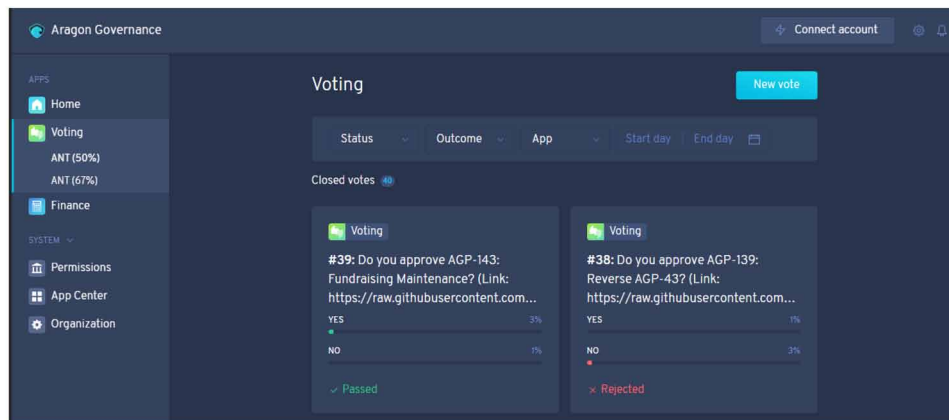 Aragon Governance
Connect account
APPS
Home
Voting
ANT (50%)
ANT (67%)
Finance
SYSTEM
Permissions
App Center
Organization
Voting
New vote
Status
Outcome
App
Start day
End day
Closed votes 40
Voting
#39: Do you approve AGP-143:
Fundraising Maintenance? (Link:
https://raw.githubusercontent.com...
YES 3%
NO 1%
Passed
Voting
#38: Do you approve AGP-139:
Reverse AGP-43? (Link:
https://raw.githubusercontent.com...
YES 1%
NO 3%
Rejected